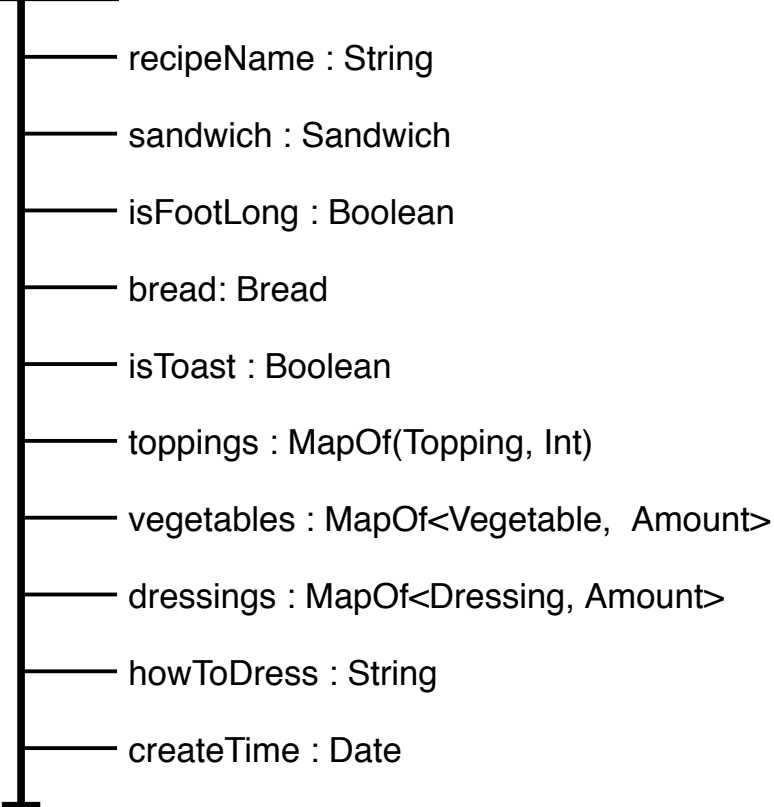 recipeName : String
sandwich : Sandwich
isFootLong : Boolean
bread: Bread
isToast : Boolean
toppings : MapOf(Topping, Int)
vegetables : MapOf<Vegetable,  Amount>
dressings : MapOf<Dressing, Amount>
howToDress : String
createTime : Date